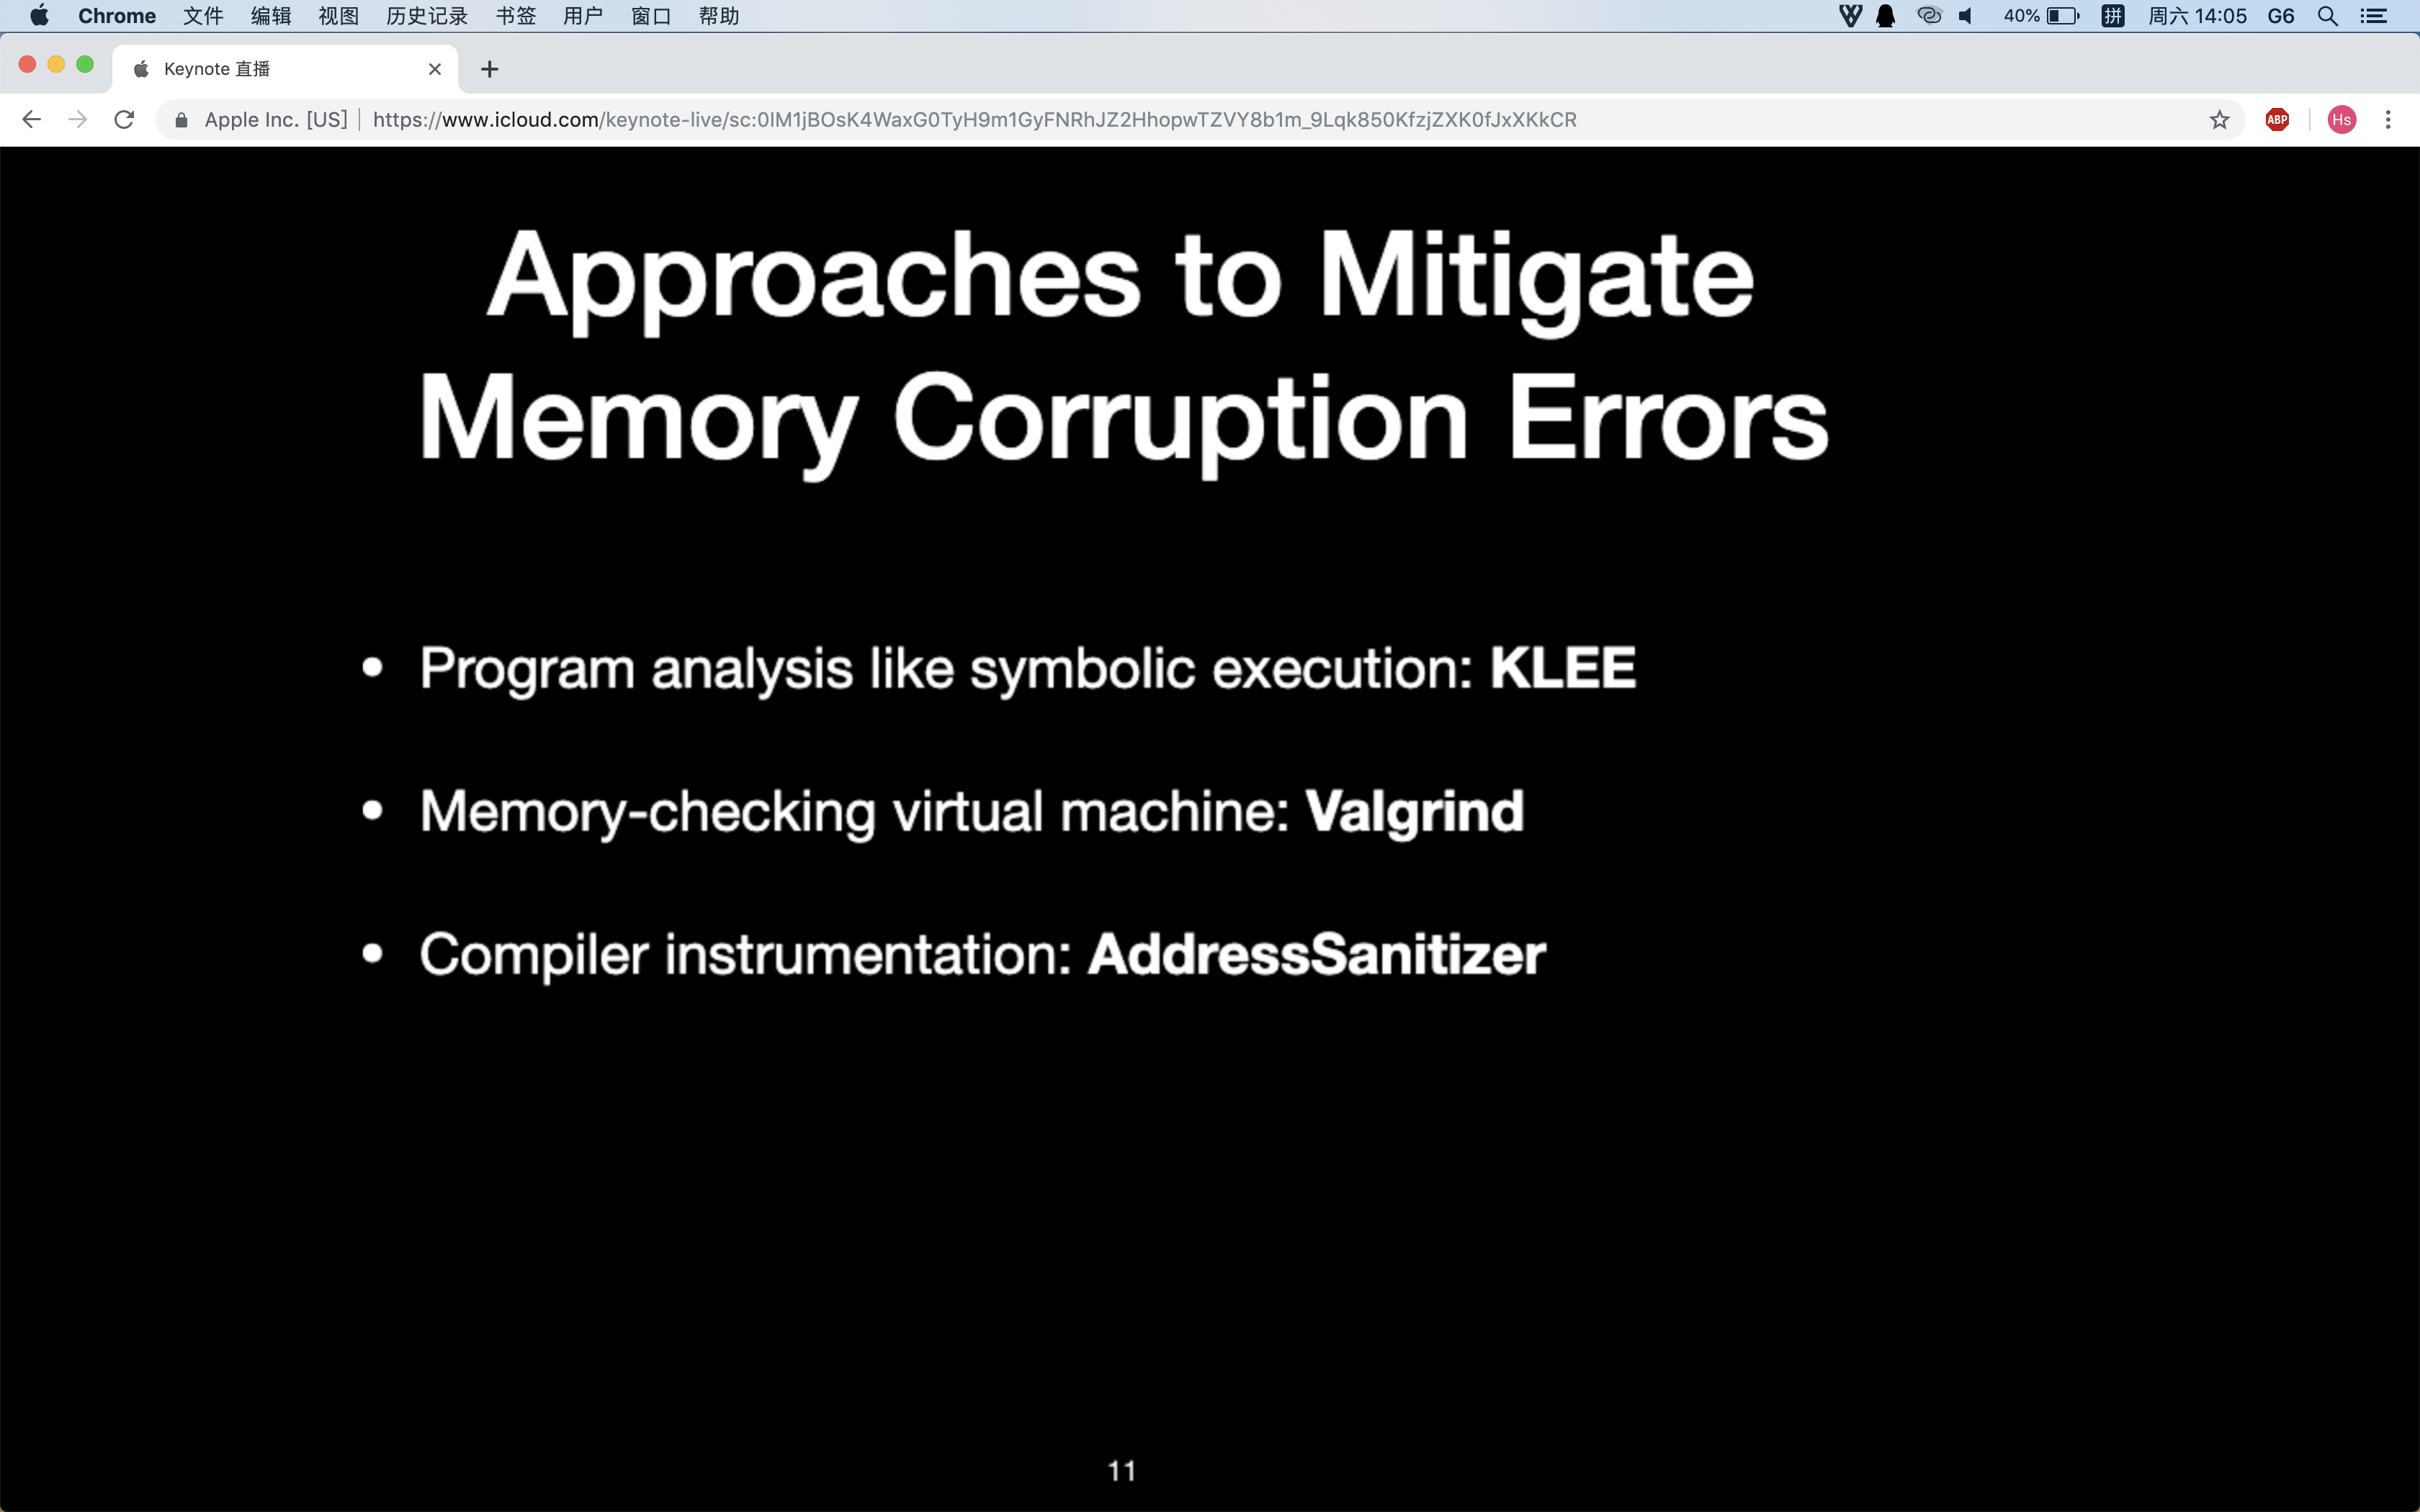 Chrome 文件 编辑 视图 历史记录 书签 用户 窗口 帮助 40% 拼 周六 14:05 G6
Keynote 直播
Apple Inc. [US] https://www.icloud.com/keynote-live/sc:0IM1jBOsK4WaxG0TyH9m1GyFNRhJZ2HhopwTZVY8b1m_9Lqk850KfzjZXK0fJxXKkCR ABP Hs
Approaches to Mitigate
Memory Corruption Errors
• Program analysis like symbolic execution: KLEE
• Memory-checking virtual machine: Valgrind
• Compiler instrumentation: AddressSanitizer
11